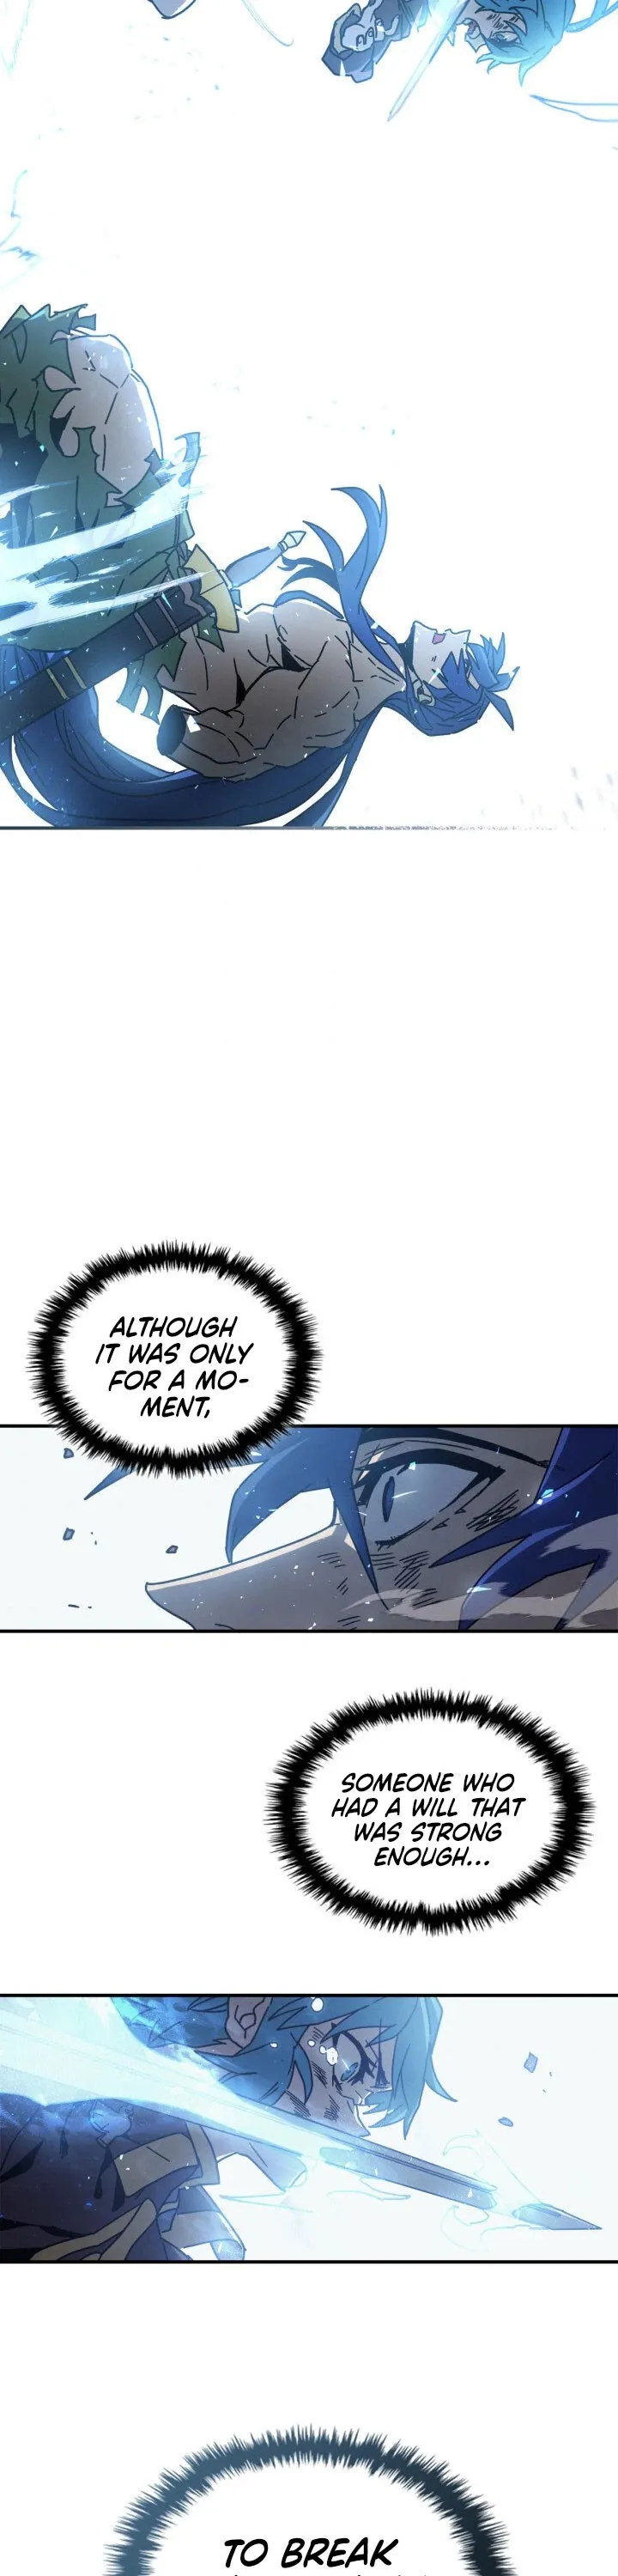 ALTHOUGH
IT WAS ONLY
FOR A MO-
MENT,
SOMEONE WHO
HAD A WILL THAT
WAS STRONG
ENOUGH...
TO BREAK